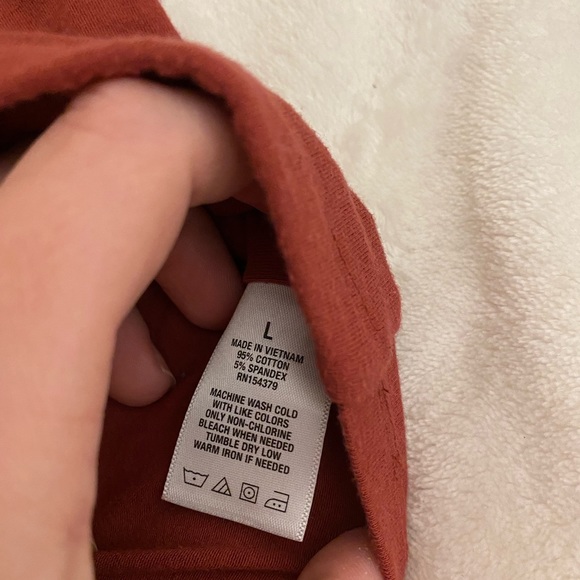 L
MADE IN VIETNAM
95% COTTON
5% SPANDEX
RN154379
MACHINE WASH COLD
WITH LIKE COLORS
ONLY NON-CHLORINE
BLEACH WHEN NEEDED
TUMBLE DRY LOW
WARM IRON IF NEEDED